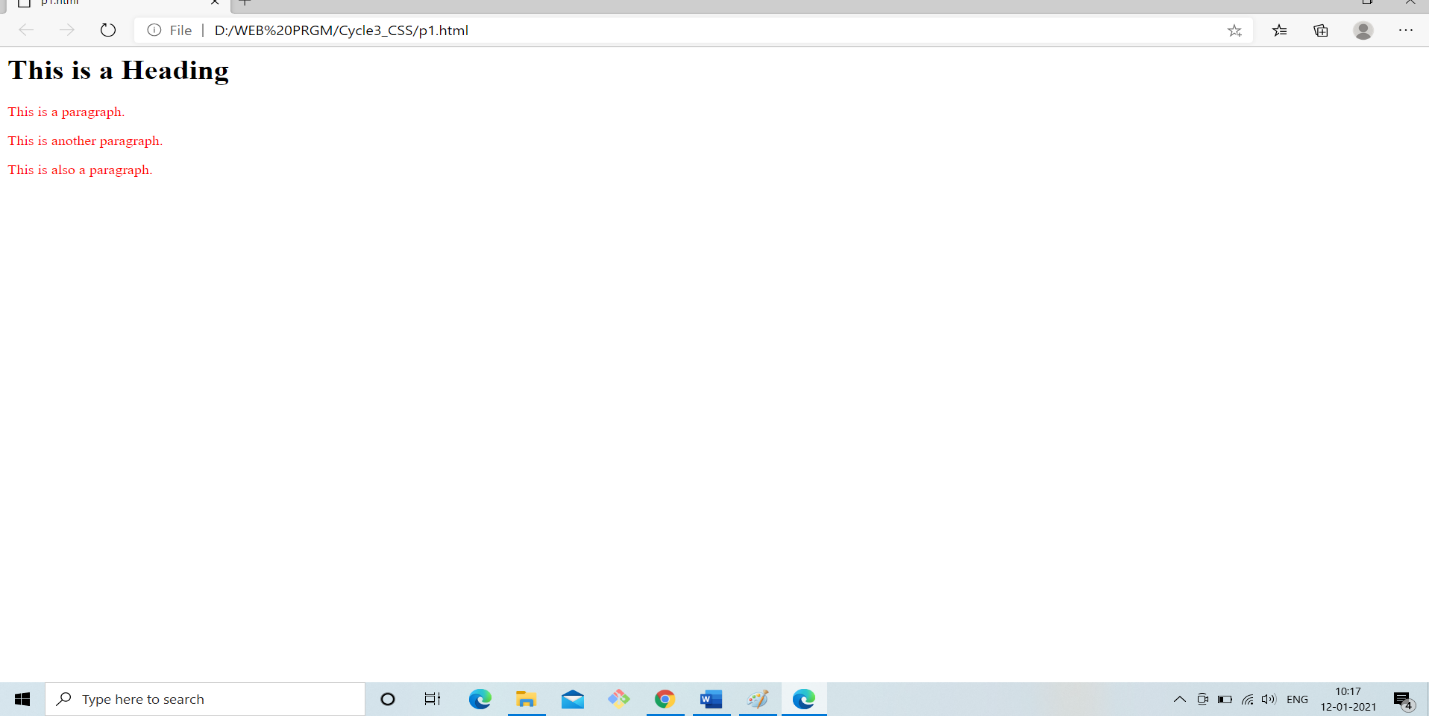 p1.html
File | D:/WEB%20PRGM/Cycle3_CSS/p1.html
This is a Heading
This is a paragraph.
This is another paragraph.
This is also a paragraph.
Type here to search
ENG
10:17
12-01-2021
4